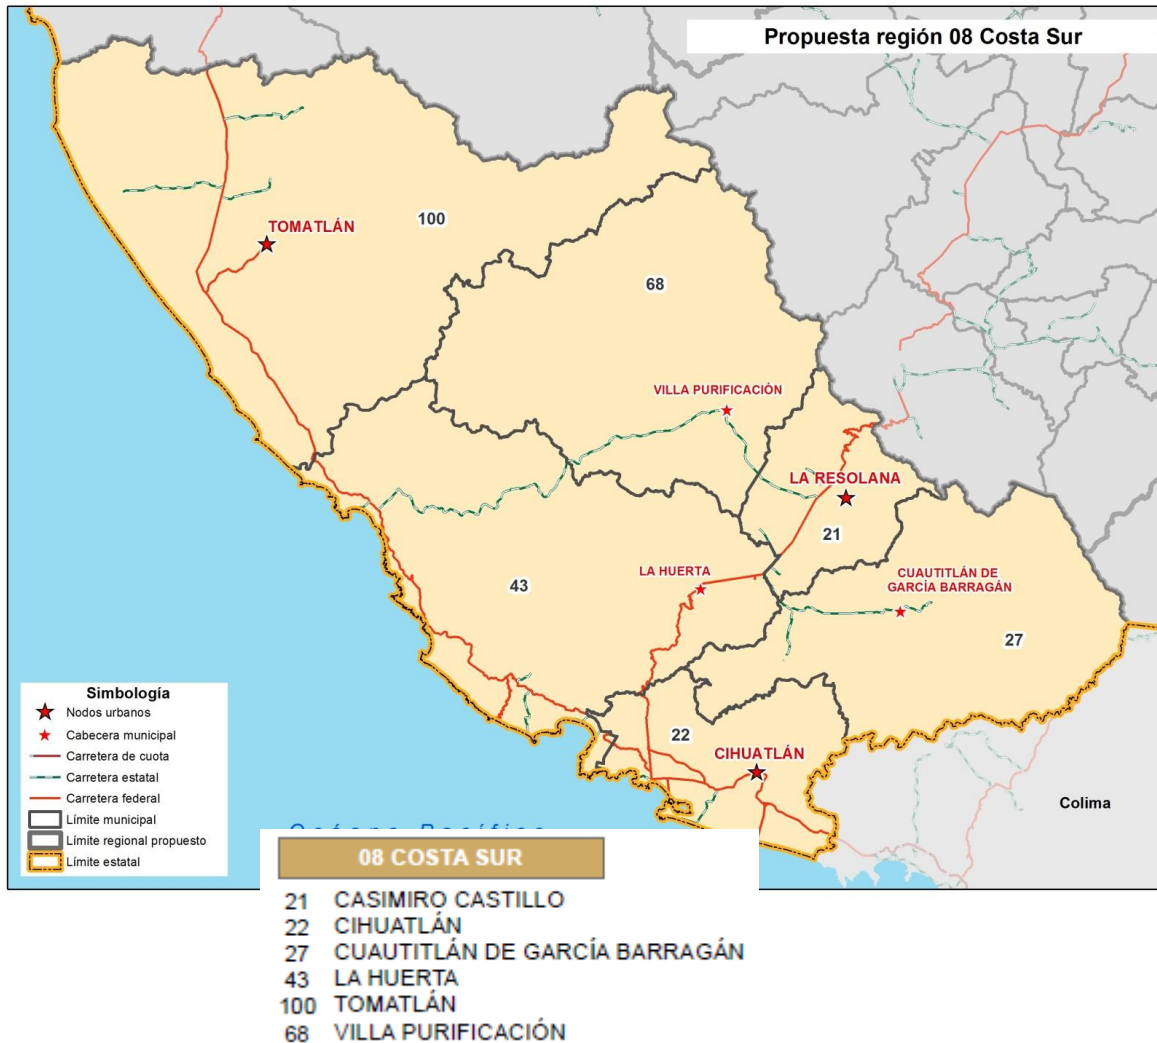 Propuesta región 08 Costa Sur
TOMATLÁN
100
68
VILLA PURIFICACIÓN
LA RESOLANA
21
LA HUERTA
43
CUAUTITLÁN DE
GARCÍA BARRAGÁN
27
22
CIHUATLÁN
Colima
Simbología
Nodos urbanos
Cabecera municipal
Carretera de cuota
Carretera estatal
Carretera federal
Límite municipal
Límite regional propuesto
Límite estatal
Océano Pacífico
08 COSTA SUR
21 CASIMIRO CASTILLO
22 CIHUATLÁN
27 CUAUTITLÁN DE GARCÍA BARRAGÁN
43 LA HUERTA
100 TOMATLÁN
68 VILLA PURIFICACIÓN